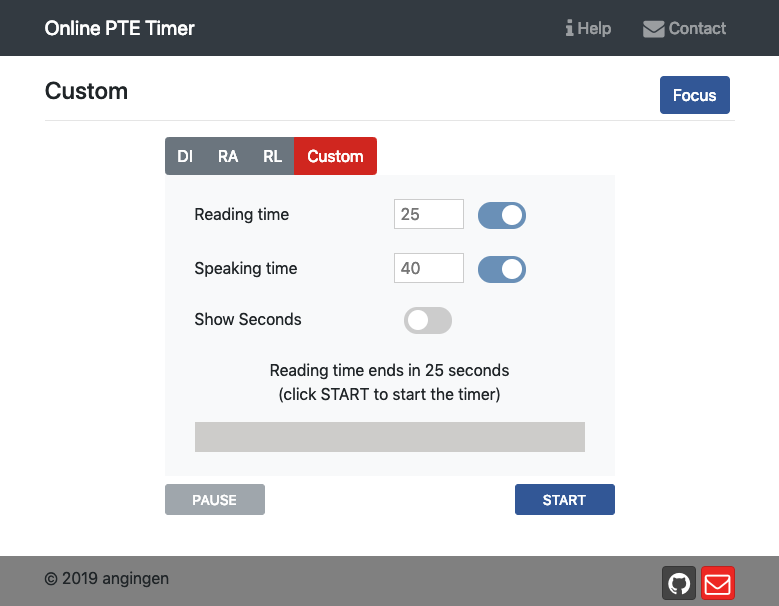 Online PTE Timer
Help
Contact
Custom
Focus
DI
RA
RL
Custom
Reading time
25
Speaking time
40
Show Seconds
Reading time ends in 25 seconds
(click START to start the timer)
PAUSE
START
© 2019 angingen